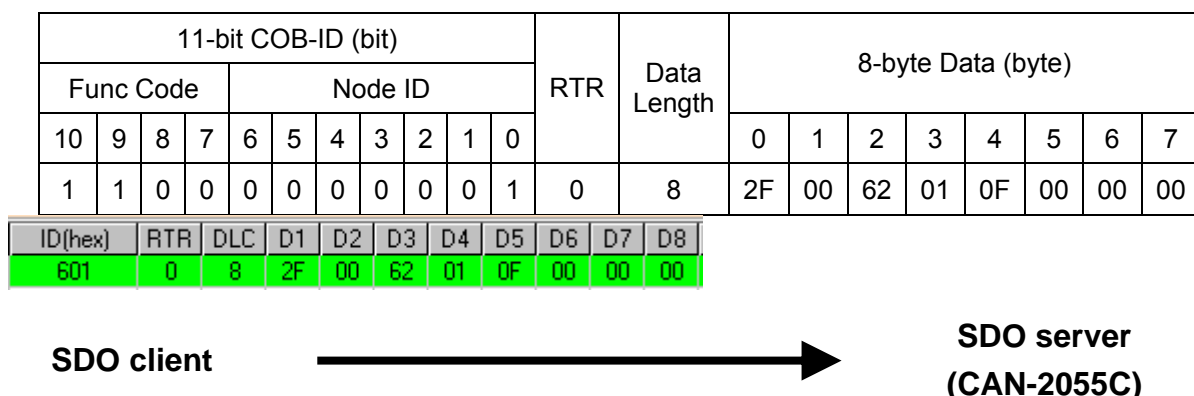 11-bit COB-ID (bit)
RTR
Data Length
8-byte Data (byte)
Func Code Node ID
10 9 8 7 6 5 4 3 2 1 0 0 1 2 3 4 5 6 7
1 1 0 0 0 0 0 0 0 0 1 0 8 2F 00 62 01 0F 00 00 00
ID(hex) RTR DLC D1 D2 D3 D4 D5 D6 D7 D8
601 0 8 2F 00 62 01 0F 00 00 00
SDO client
SDO server
(CAN-2055C)